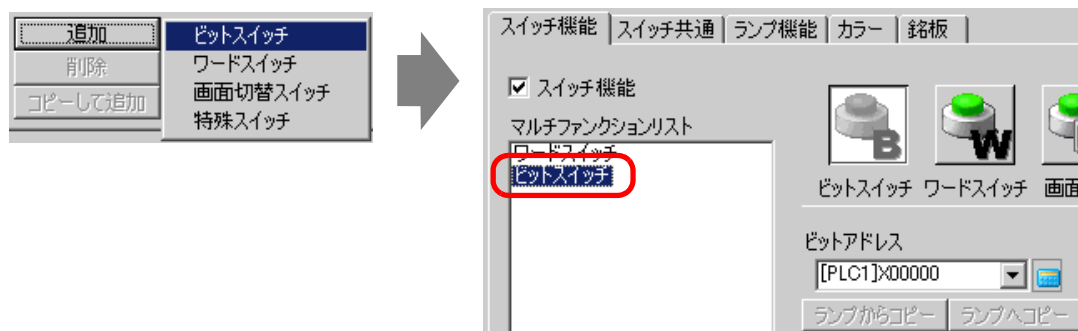 追加
削除
コピーして追加
ビットスイッチ
ワードスイッチ
画面切替スイッチ
特殊スイッチ
スイッチ機能 スイッチ共通 ランプ機能 カラー 銘板
スイッチ機能
マルチファンクションリスト
ワードスイッチ
ビットスイッチ
B W
ビットスイッチ ワードスイッチ 画面
ビットアドレス
[PLC1]X00000
ランプからコピー ランプへコピー